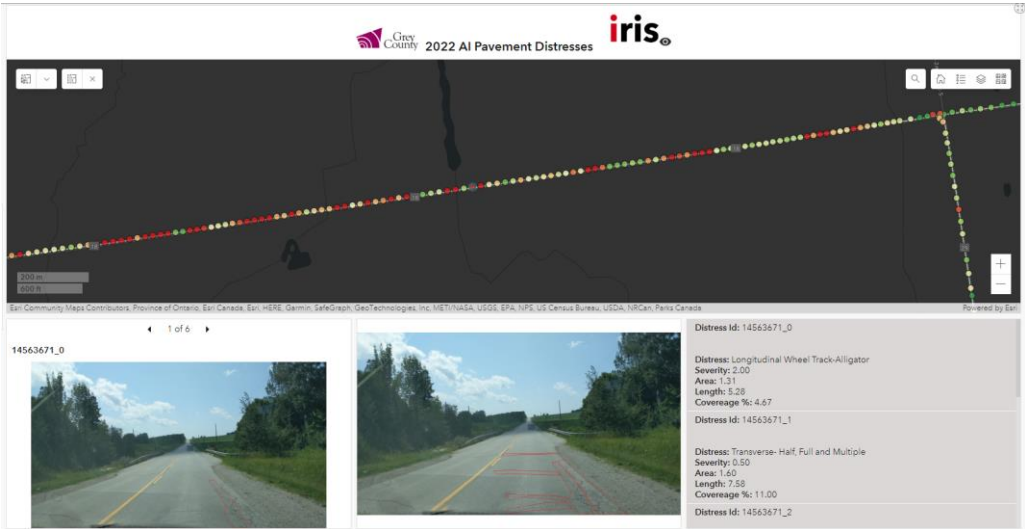 Grey
County
2022 AI Pavement Distresses
iris
200 m
600 ft
Esri Community Maps Contributors, Province of Ontario, Esri Canada, Esri, HERE, Garmin, SafeGraph, GeoTechnologies, Inc, METI/NASA, USGS, EPA, NPS, US Census Bureau, USDA, NRCan, Parks Canada
Powered by Esri
1 of 6
14563671_0
Distress Id: 14563671_0
Distress: Longitudinal Wheel Track-Alligator
Severity: 2.00
Area: 1.31
Length: 5.28
Covereage %: 4.67
Distress Id: 14563671_1
Distress: Transverse- Half, Full and Multiple
Severity: 0.50
Area: 1.60
Length: 7.58
Covereage %: 11.00
Distress Id: 14563671_2